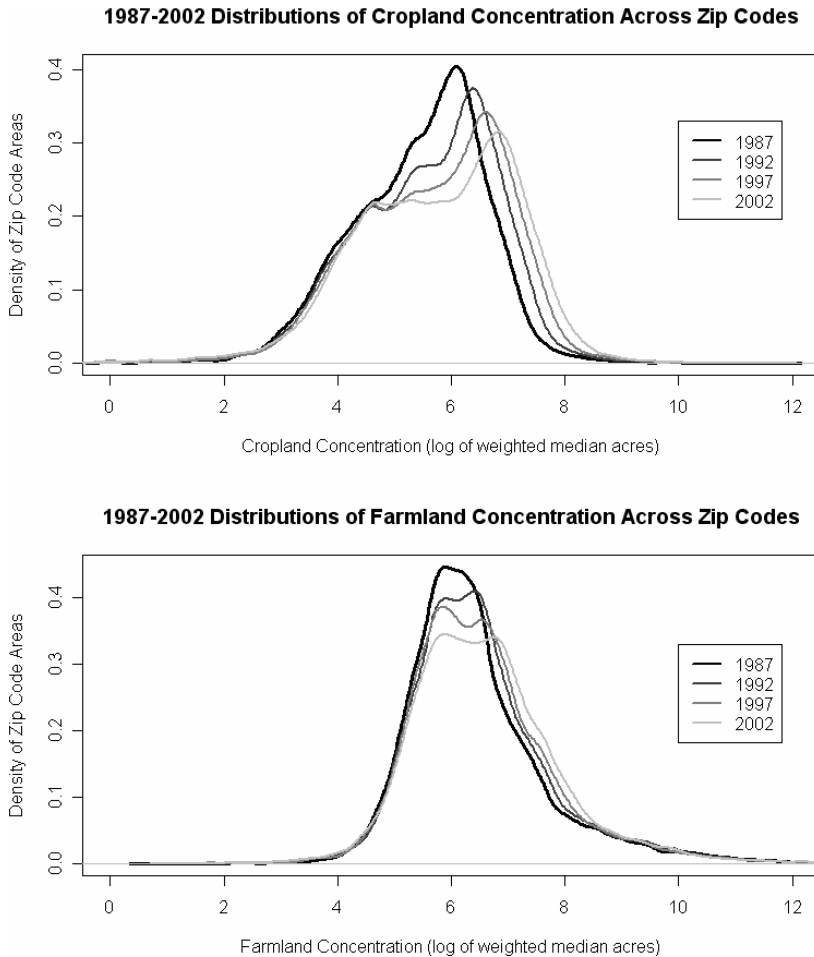 1987-2002 Distributions of Cropland Concentration Across Zip Codes
Density of Zip Code Areas
0.4
0.3
0.2
0.1
0.0
1987
1992
1997
2002
0 2 4 6 8 10 12
Cropland Concentration (log of weighted median acres)
1987-2002 Distributions of Farmland Concentration Across Zip Codes
Density of Zip Code Areas
0.4
0.3
0.2
0.1
0.0
1987
1992
1997
2002
0 2 4 6 8 10 12
Farmland Concentration (log of weighted median acres)